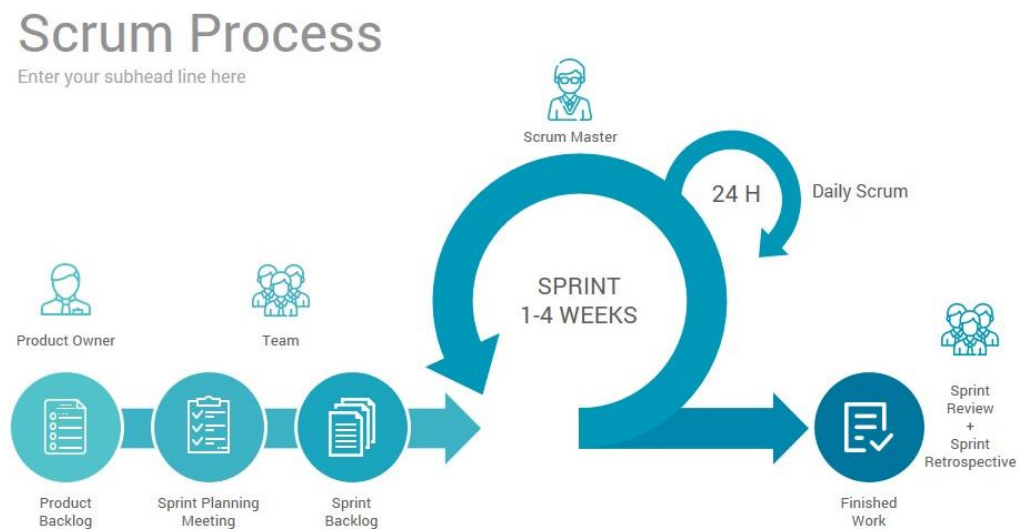 Scrum Process
Enter your subhead line here
Scrum Master
24 H
Daily Scrum
SPRINT
1-4 WEEKS
Product Owner
Team
Product
Backlog
Sprint Planning
Meeting
Sprint
Backlog
Finished
Work
Sprint
Review
+
Sprint
Retrospective